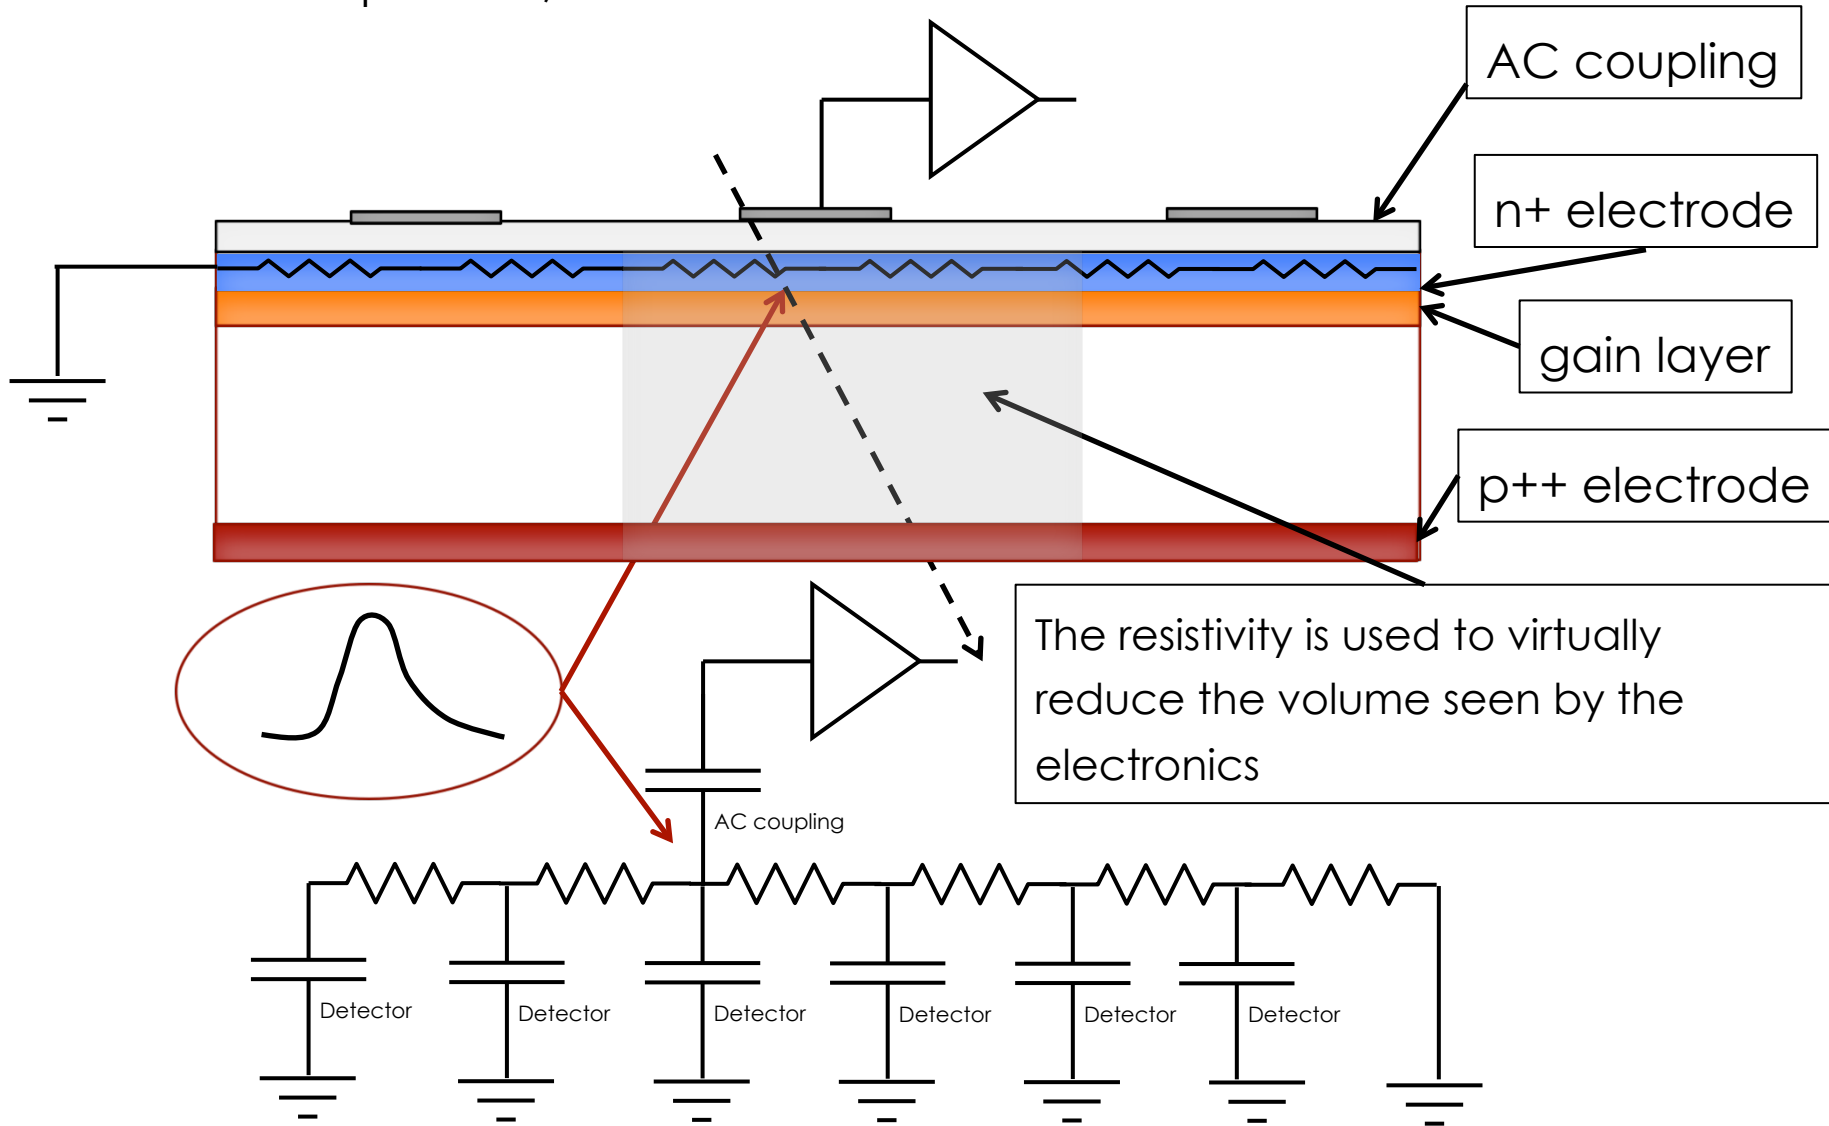 AC coupling
n+ electrode
gain layer
p++ electrode
The resistivity is used to virtually
reduce the volume seen by the
electronics
AC coupling
Detector
Detector
Detector
Detector
Detector
Detector